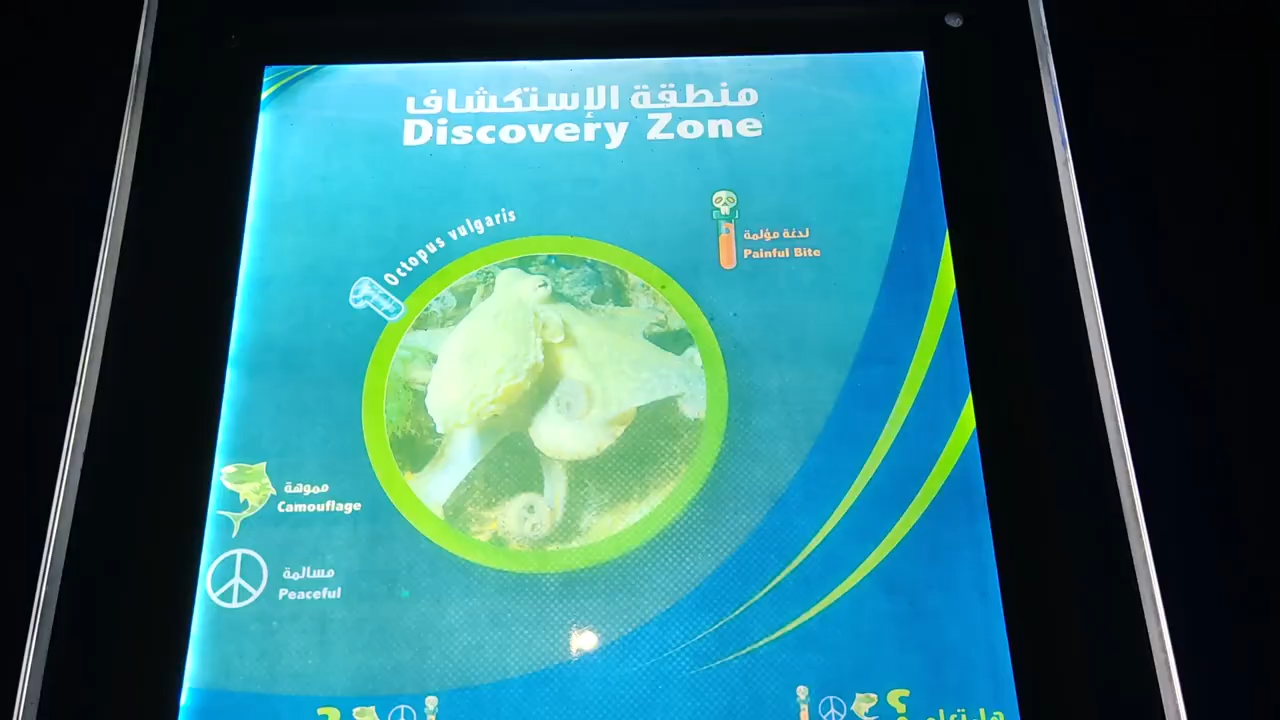 منطقة الإستكشاف
Discovery Zone
Octopus vulgaris
لدغة مؤلمة
Painful Bite
مموهة
Camouflage
مسالمة
Peaceful